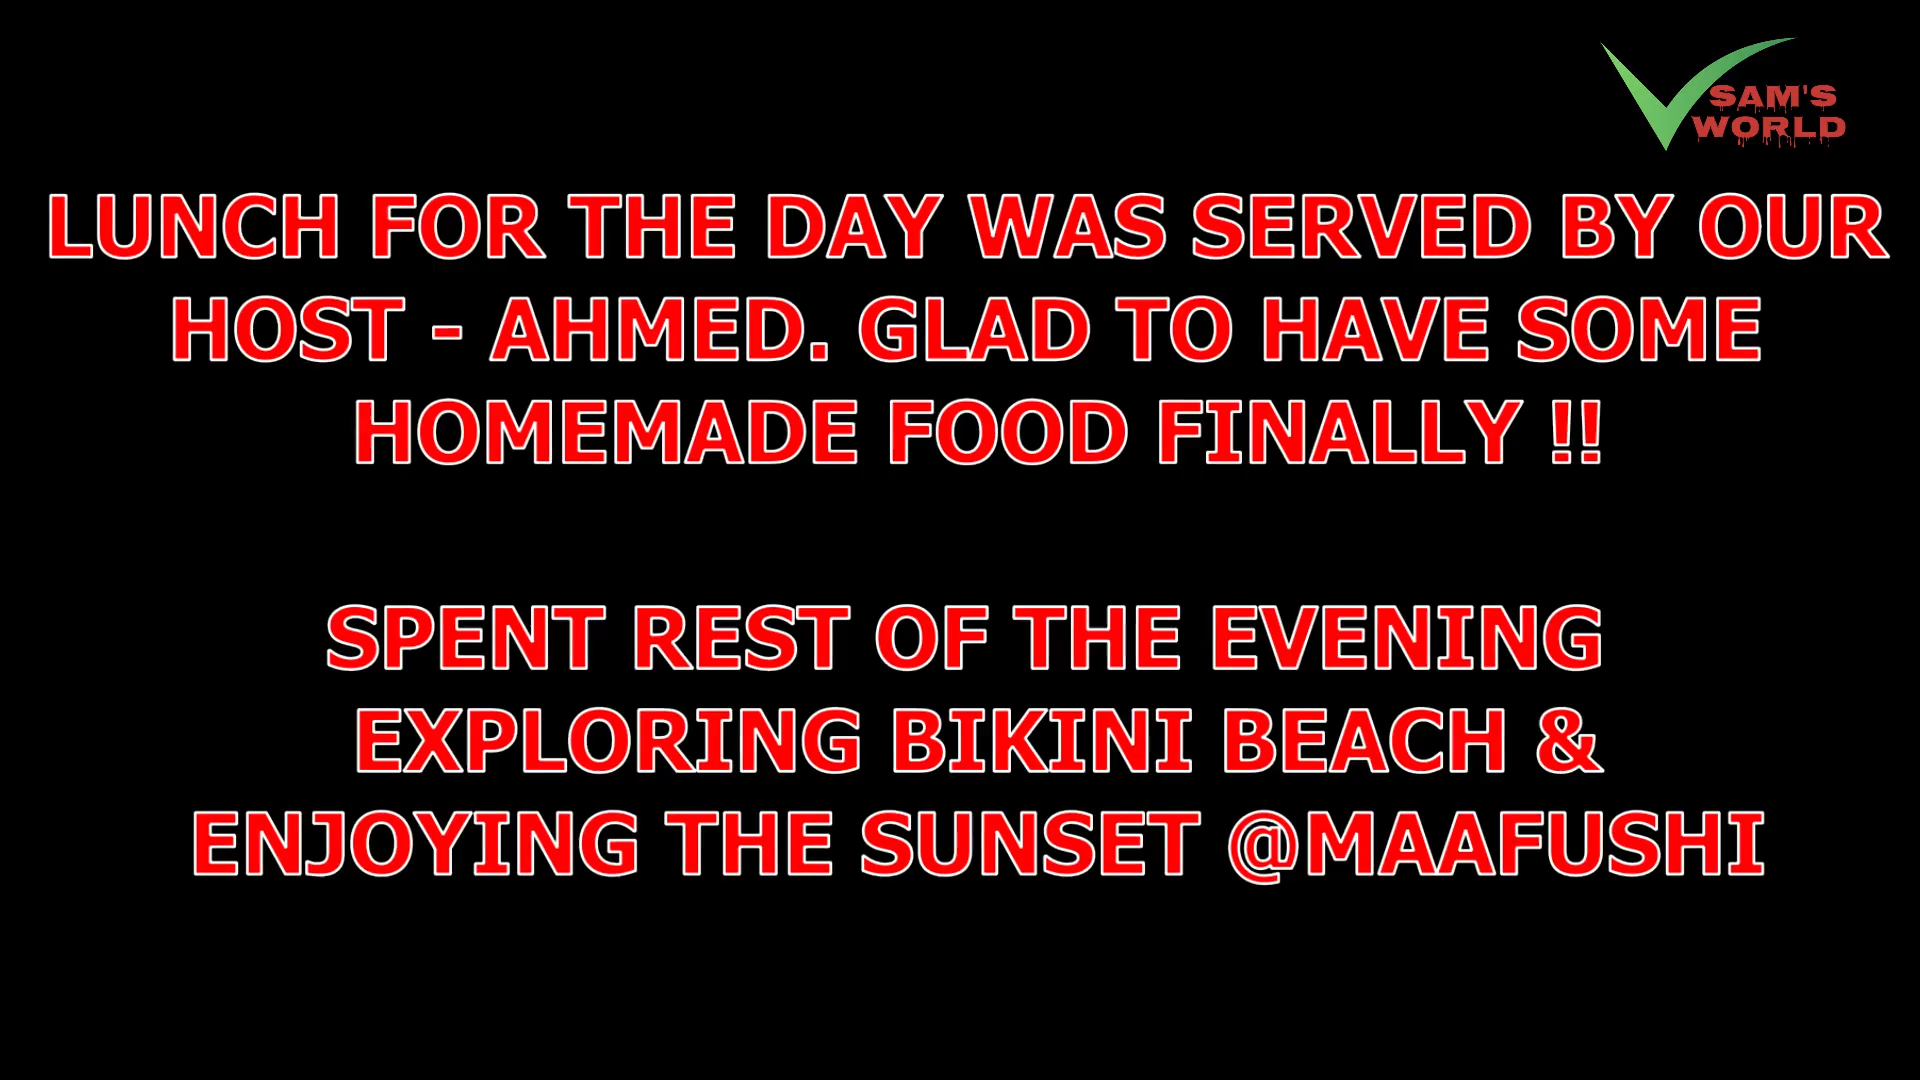 SAM'S
WORLD
LUNCH FOR THE DAY WAS SERVED BY OUR
HOST - AHMED. GLAD TO HAVE SOME
HOMEMADE FOOD FINALLY !!
SPENT REST OF THE EVENING
EXPLORING BIKINI BEACH &
ENJOYING THE SUNSET @MAAFUSHI